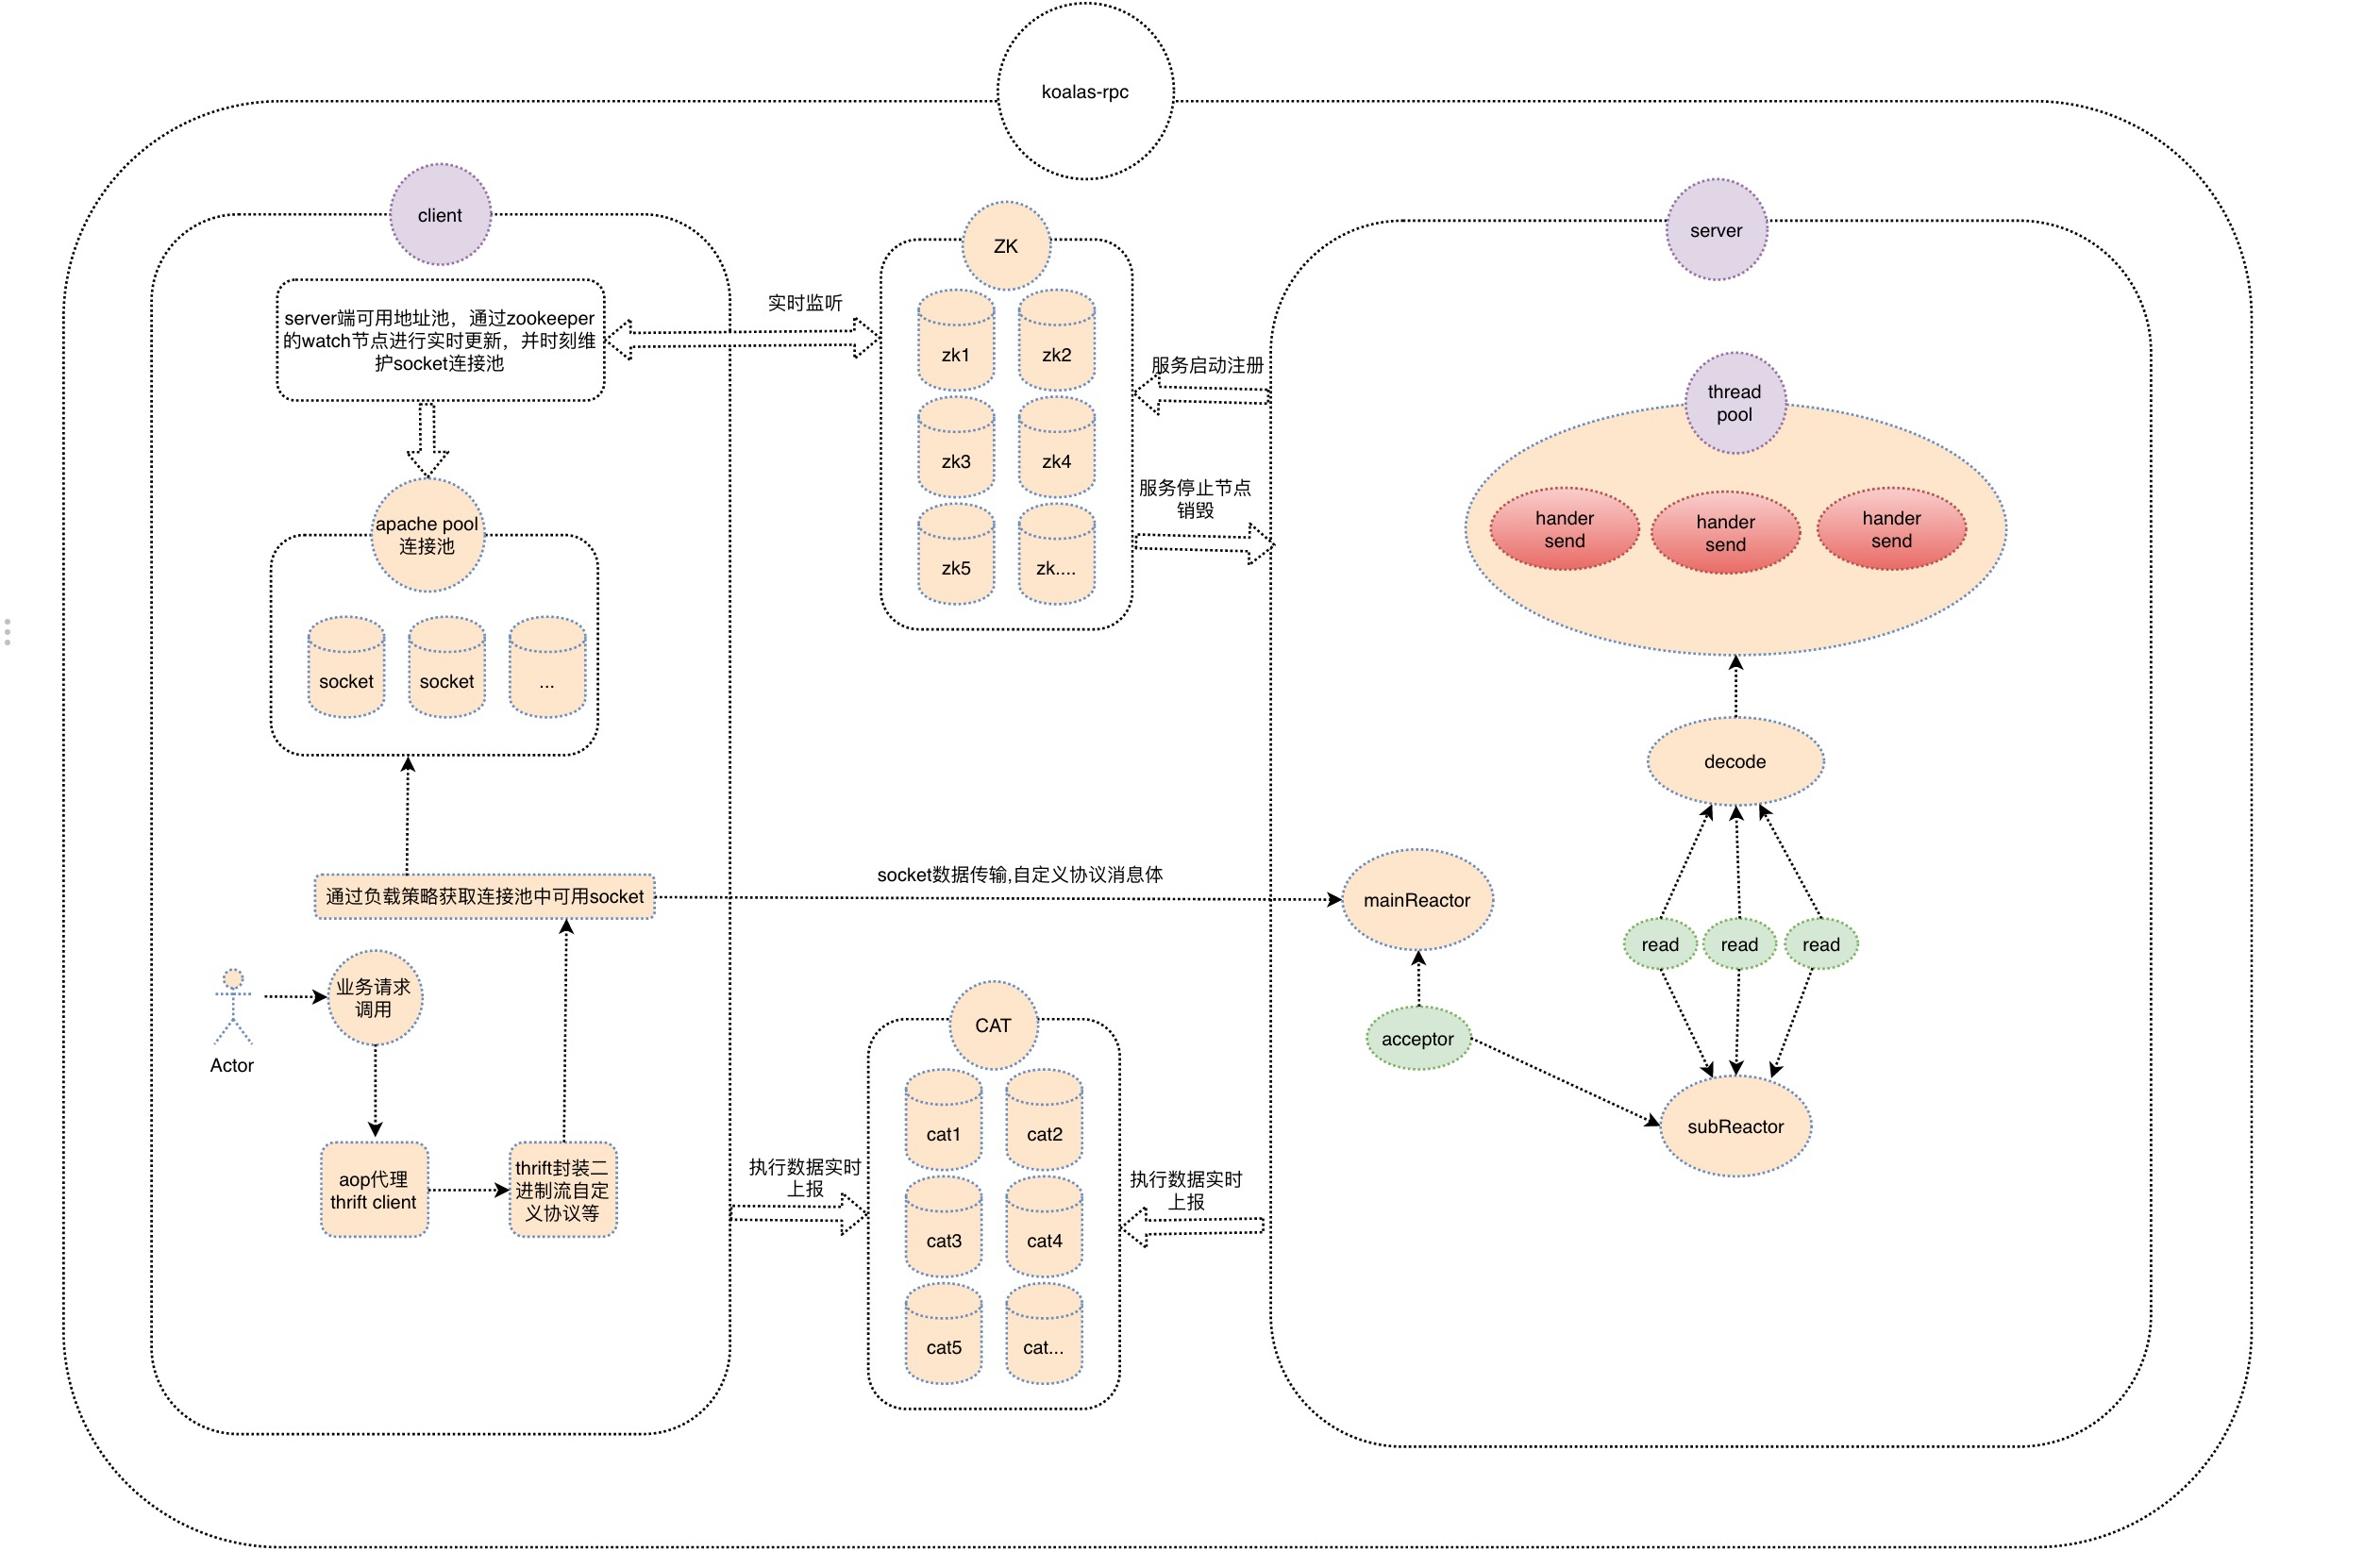 koalas-rpc
client
server端可用地址池，通过zookeeper
的watch节点进行实时更新，并时刻维
护socket连接池
apache pool
连接池
socket
socket
...
通过负载策略获取连接池中可用socket
业务请求
调用
Actor
aop代理
thrift client
thrift封装二
进制流自定
义协议等
实时监听
ZK
zk1
zk2
zk3
zk4
zk5
zk....
服务启动注册
服务停止节点
销毁
socket数据传输,自定义协议消息体
CAT
cat1
cat2
cat3
cat4
cat5
cat...
执行数据实时
上报
执行数据实时
上报
server
thread
pool
hander
send
hander
send
hander
send
decode
mainReactor
read
read
read
acceptor
subReactor